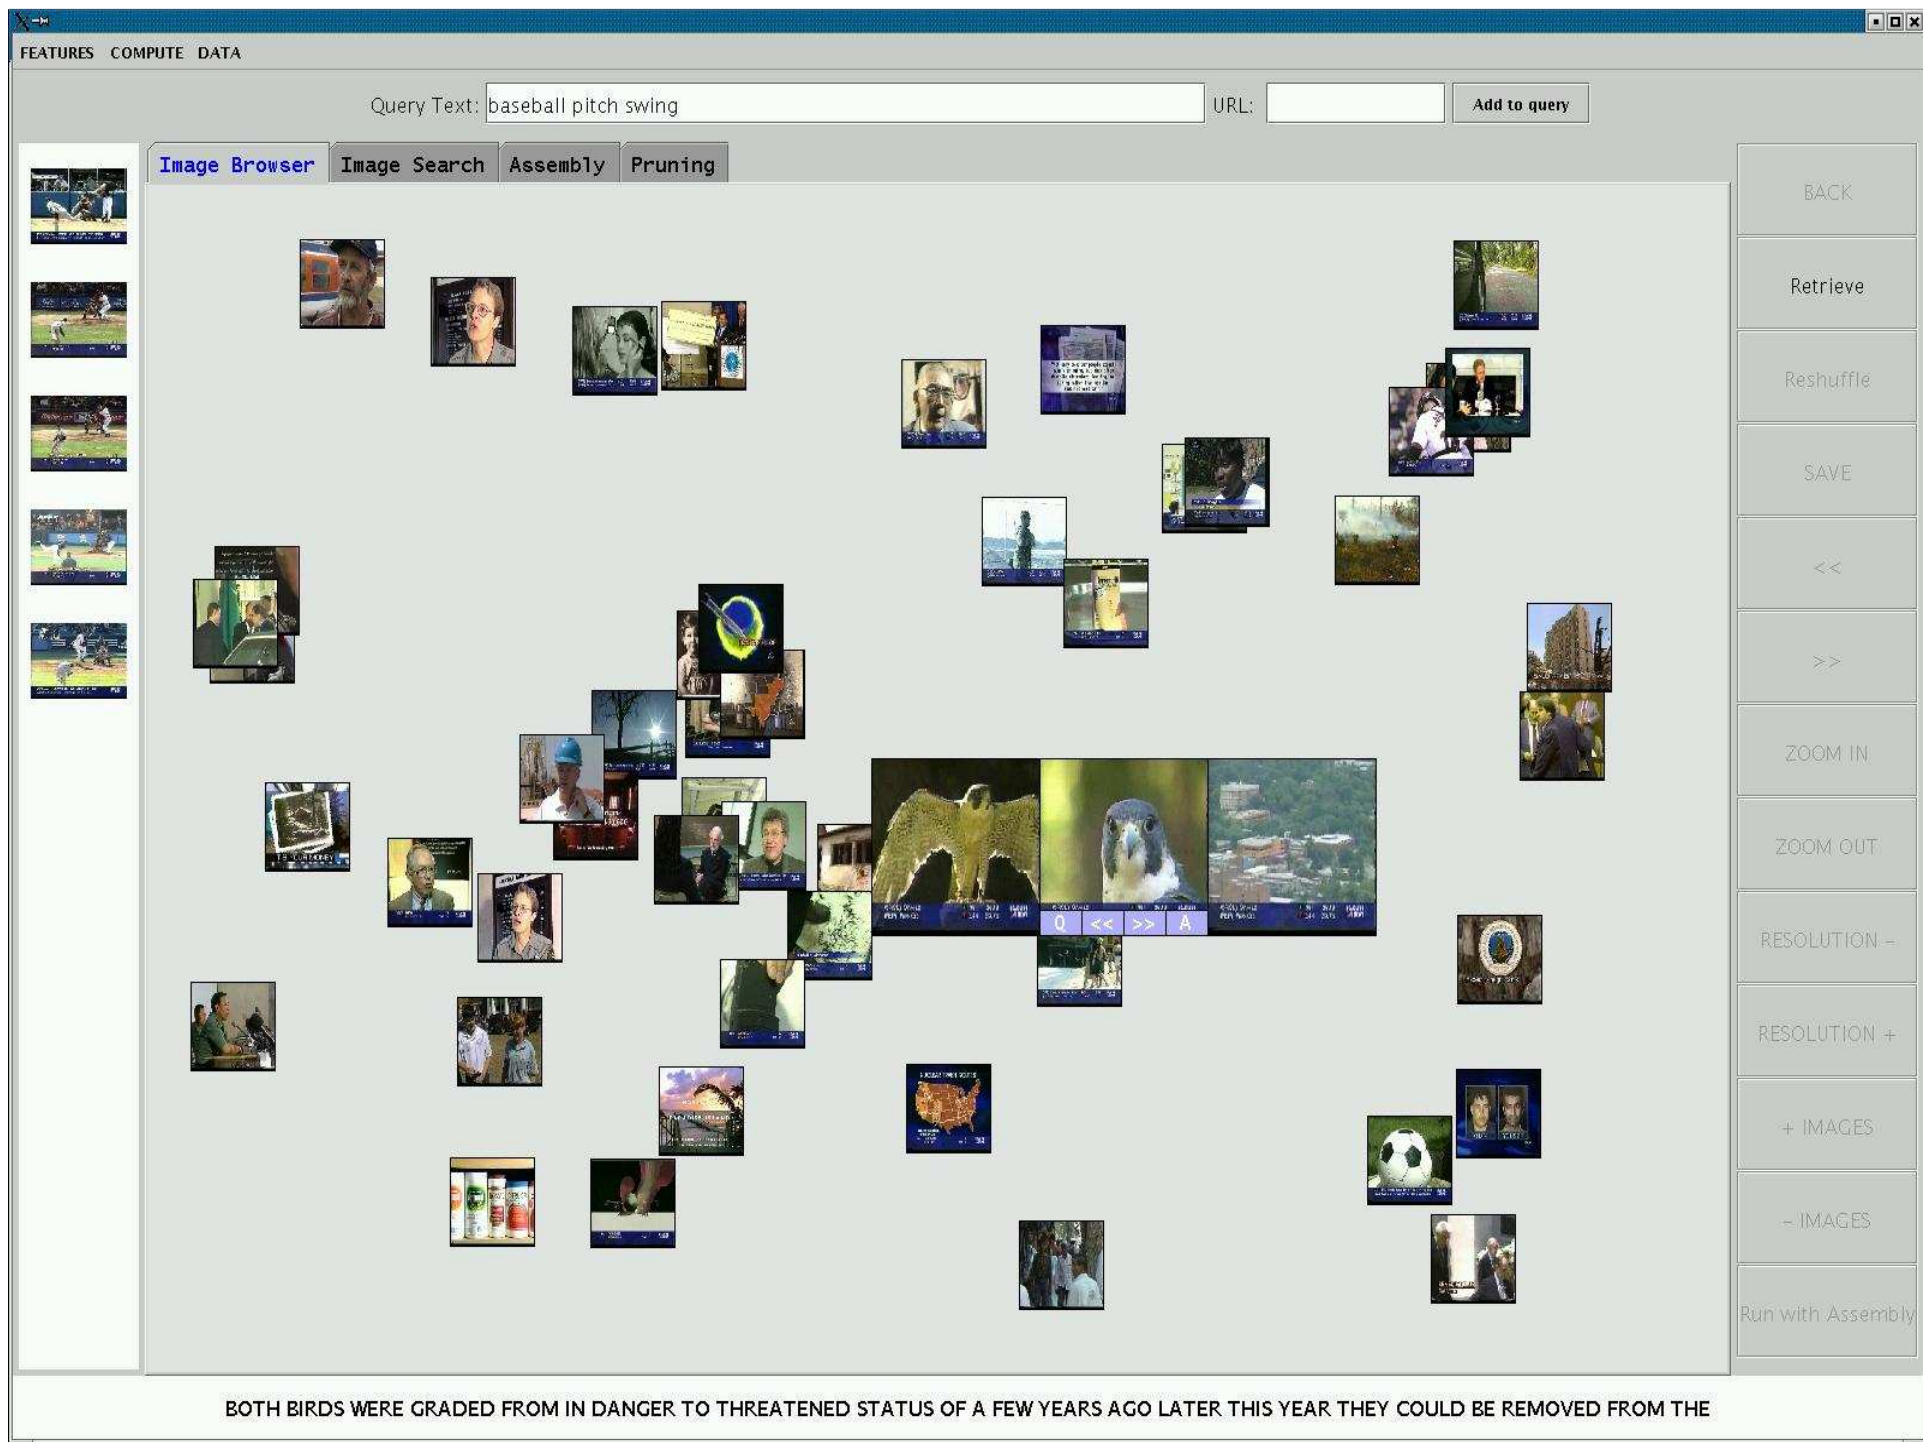 FEATURES COMPUTE DATA
Query Text: baseball pitch swing URL: Add to query
Image Browser Image Search Assembly Pruning
BACK
Retrieve
Reshuffle
SAVE
<<
>>
ZOOM IN
ZOOM OUT
Q << >> A
RESOLUTION -
RESOLUTION +
+ IMAGES
- IMAGES
Run with Assembly
BOTH BIRDS WERE GRADED FROM IN DANGER TO THREATENED STATUS OF A FEW YEARS AGO LATER THIS YEAR THEY COULD BE REMOVED FROM THE